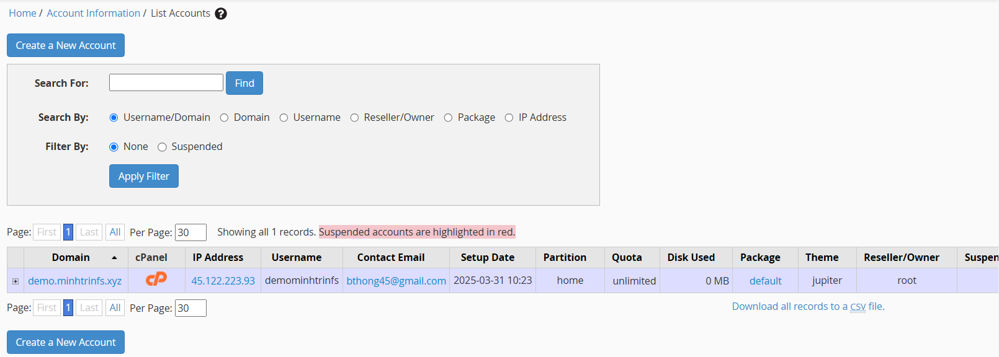 Home / Account Information / List Accounts ?
Create a New Account
Search For: Find
Search By: Username/Domain Domain Username Reseller/Owner Package IP Address
Filter By: None Suspended
Apply Filter
Page: First 1 Last All Per Page: 30 Showing all 1 records. Suspended accounts are highlighted in red.
Domain cPanel IP Address Username Contact Email Setup Date Partition Quota Disk Used Package Theme Reseller/Owner Suspen
demo.minhtrinfs.xyz cP 45.122.223.93 demominhtrinfs bthong45@gmail.com 2025-03-31 10:23 home unlimited 0 MB default jupiter root
Page: First 1 Last All Per Page: 30 Download all records to a CSV file.
Create a New Account